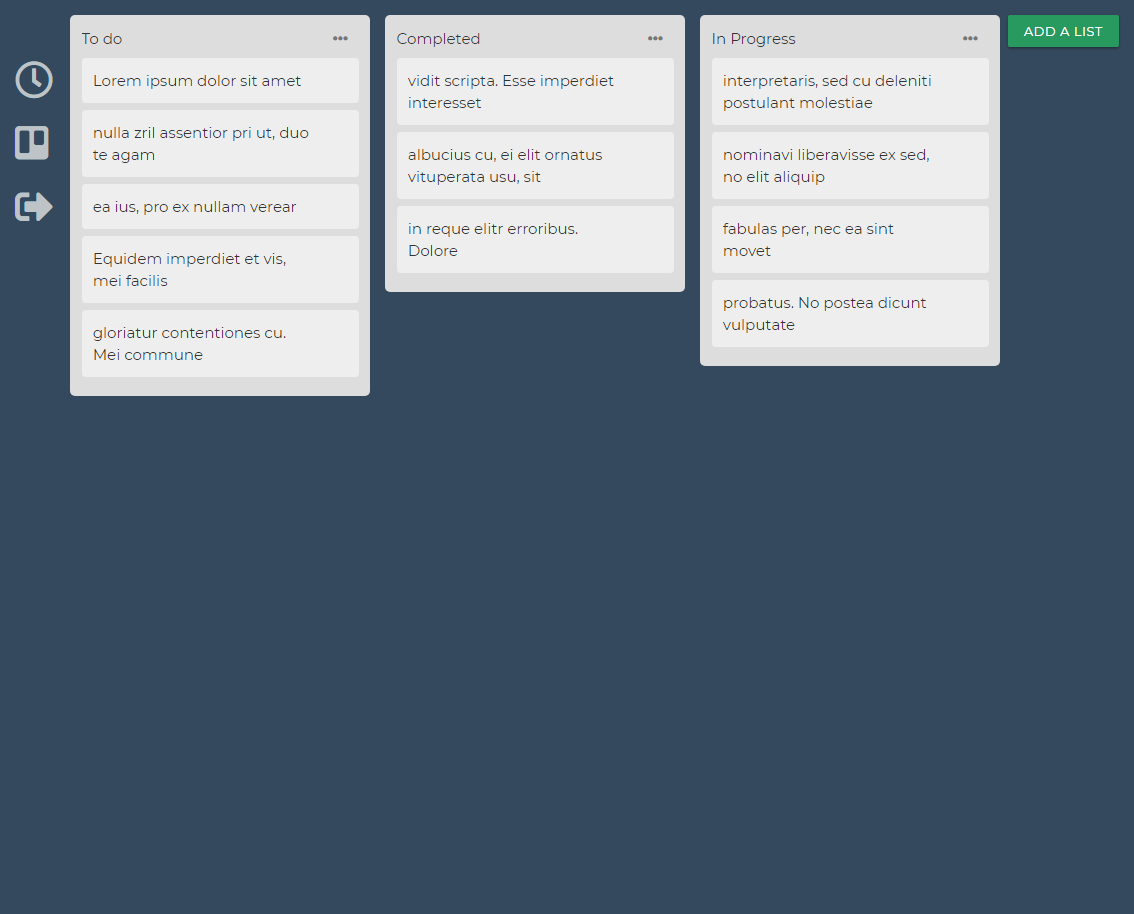 To do
Lorem ipsum dolor sit amet
nulla zril assentior pri ut, duo
te agam
ea ius, pro ex nullam verear
Equidem imperdiet et vis,
mei facilis
gloriatur contentiones cu.
Mei commune
Completed
vidit scripta. Esse imperdiet
interesset
albucius cu, ei elit ornatus
vituperata usu, sit
in reque elitr erroribus.
Dolore
In Progress
interpretaris, sed cu deleniti
postulant molestiae
nominavi liberavisse ex sed,
no elit aliquip
fabulas per, nec ea sint
movet
probatus. No postea dicunt
vulputate
ADD A LIST